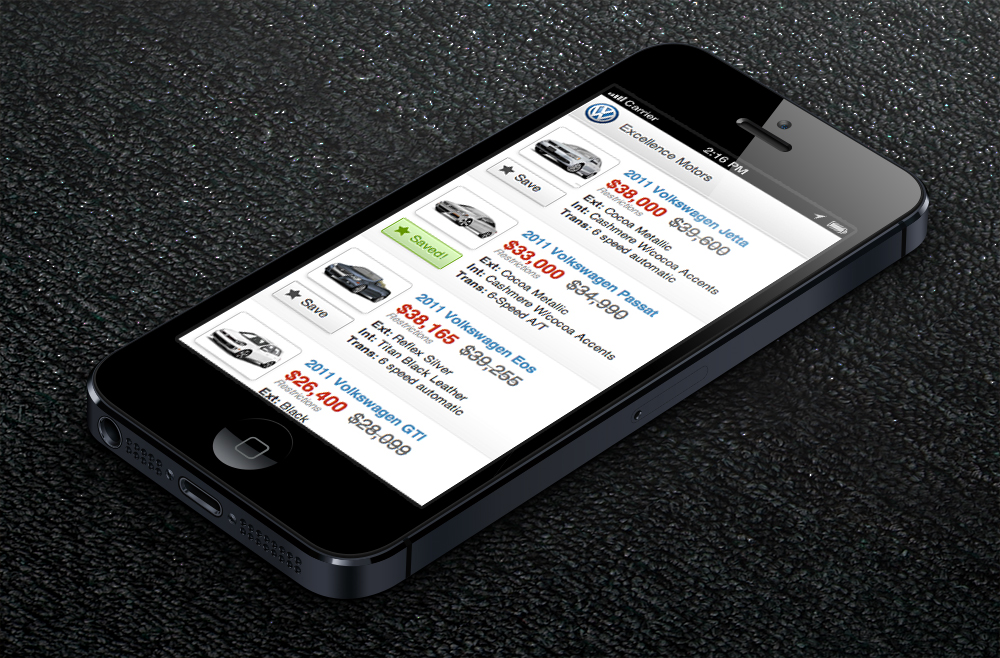 Carrier
2:16 PM
Excellence Motors
2011 Volkswagen Jetta
$38,000 $39,600
Restrictions
Ext: Cocoa Metallic
Int: Cashmere W/cocoa Accents
Trans: 6 speed automatic
Save
2011 Volkswagen Passat
$33,000 $34,990
Restrictions
Ext: Cocoa Metallic
Int: Cashmere W/cocoa Accents
Trans: 6-Speed A/T
Saved!
2011 Volkswagen Eos
$38,165 $39,255
Restrictions
Ext: Reflex Silver
Int: Titan Black Leather
Trans: 6 speed automatic
Save
2011 Volkswagen GTI
$26,400 $28,099
Restrictions
Ext: Black